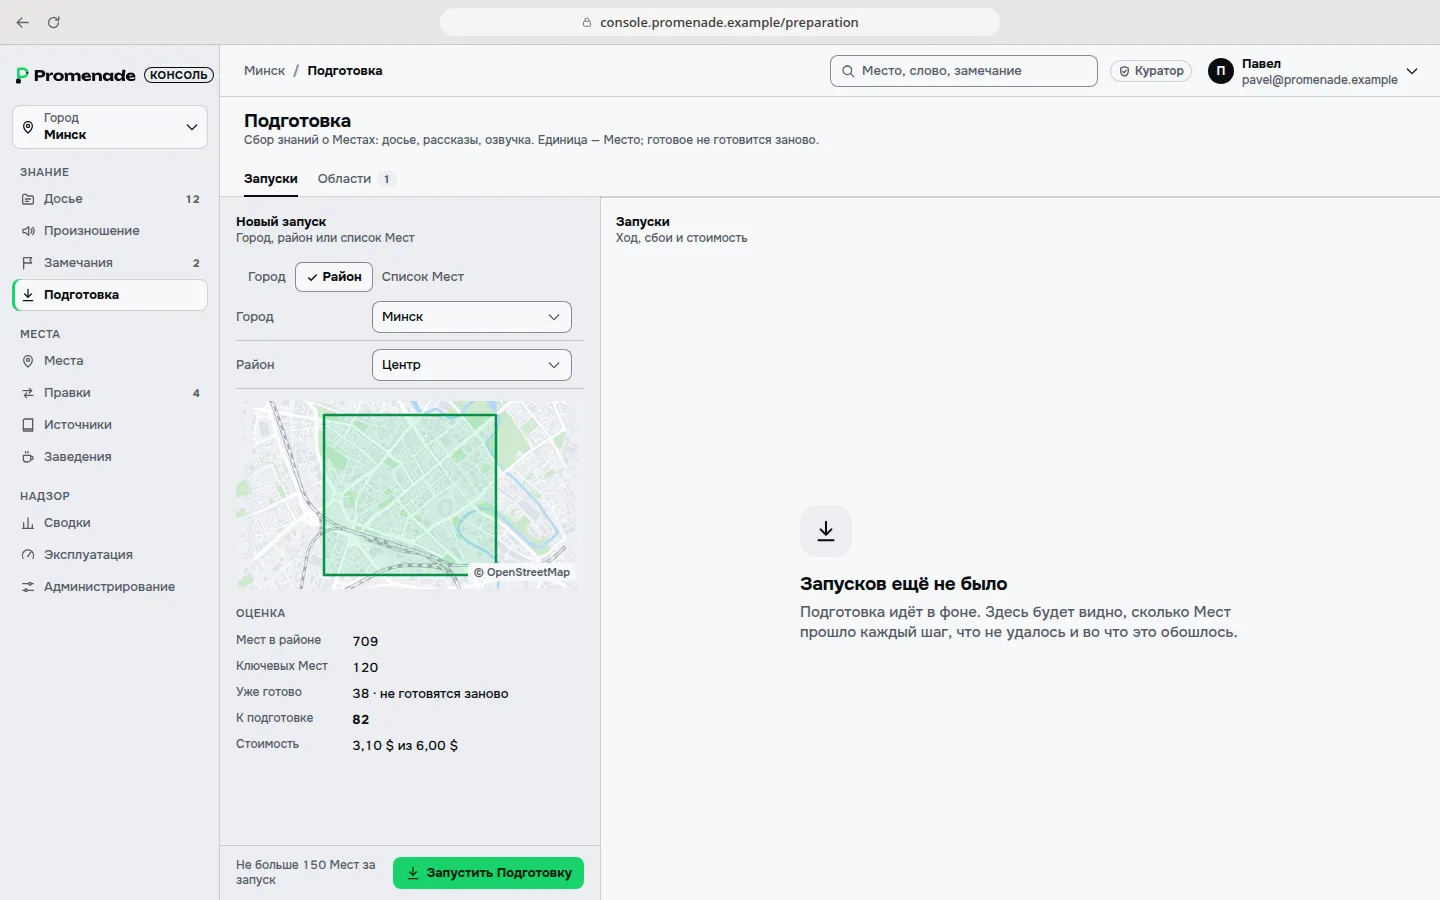 console.promenade.example/preparation
Promenade КОНСОЛЬ
Город
Минск
ЗНАНИЕ
Досье 12
Произношение
Замечания 2
Подготовка
МЕСТА
Места
Правки 4
Источники
Заведения
НАДЗОР
Сводки
Эксплуатация
Администрирование
Минск / Подготовка
Место, слово, замечание
Куратор
П
Павел
pavel@promenade.example
Подготовка
Сбор знаний о Местах: досье, рассказы, озвучка. Единица — Место; готовое не готовится заново.
Запуски
Области 1
Новый запуск
Город, район или список Мест
Город
Район
Список Мест
Город Минск
Район Центр
© OpenStreetMap
ОЦЕНКА
Мест в районе 709
Ключевых Мест 120
Уже готово 38 · не готовятся заново
К подготовке 82
Стоимость 3,10 $ из 6,00 $
Не больше 150 Мест за
запуск
Запустить Подготовку
Запуски
Ход, сбои и стоимость
Запусков ещё не было
Подготовка идёт в фоне. Здесь будет видно, сколько Мест
прошло каждый шаг, что не удалось и во что это обошлось.